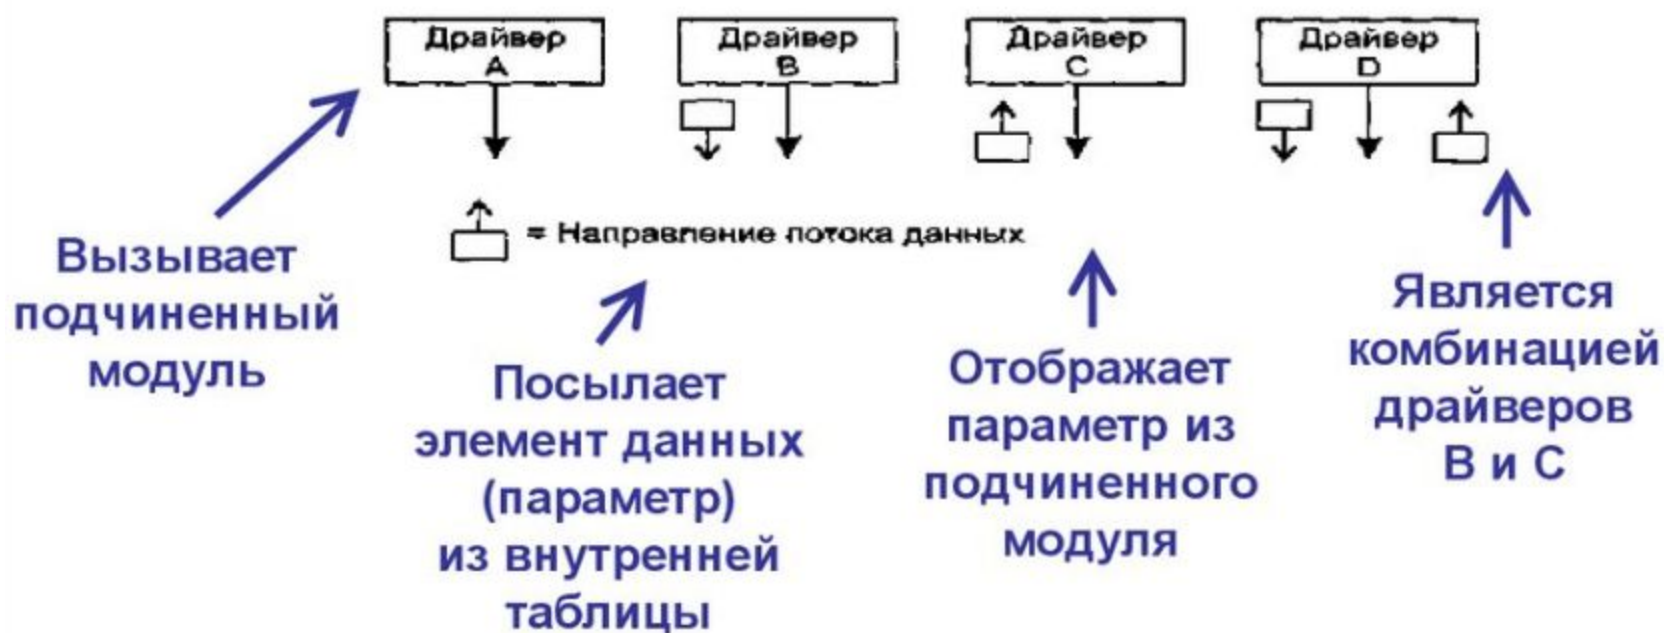 Драйвер
A
Драйвер
B
Драйвер
C
Драйвер
D
= Направление потока данных
Вызывает
подчиненный
модуль
Посылает
элемент данных
(параметр)
из внутренней
таблицы
Отображает
параметр из
подчиненного
модуля
Является
комбинацией
драйверов
В и С